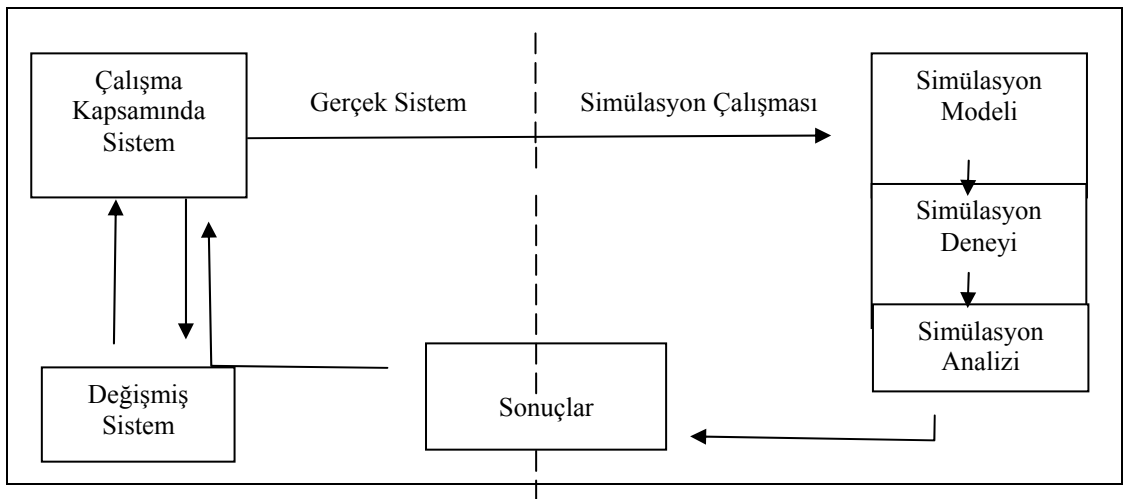 Çalışma
Kapsamında
Sistem
Gerçek Sistem
Simülasyon Çalışması
Simülasyon
Modeli
Simülasyon
Deneyi
Simülasyon
Analizi
Değişmiş
Sistem
Sonuçlar